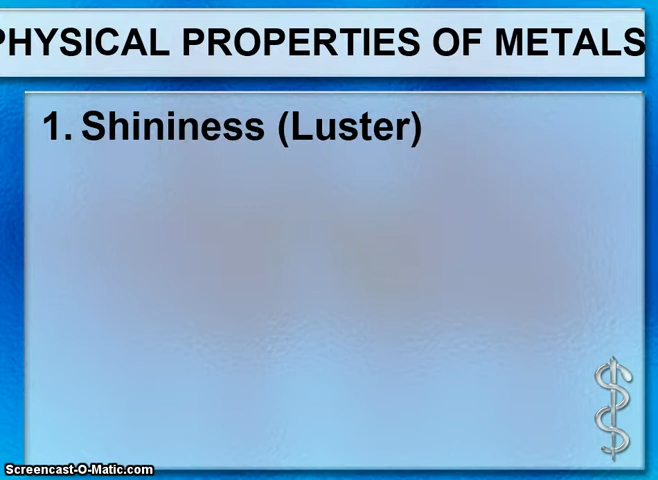 PHYSICAL PROPERTIES OF METALS
1. Shininess (Luster)
Screencast-O-Matic.com